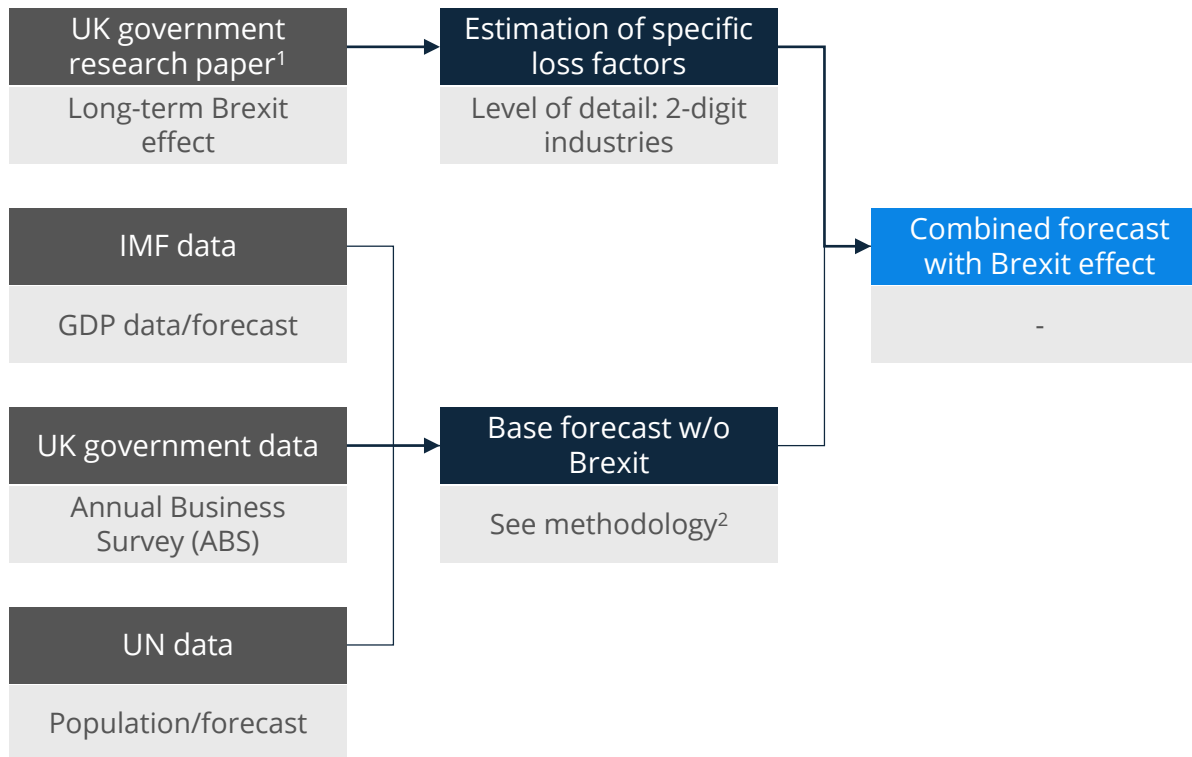 UK government
research paper¹
Long-term Brexit
effect
Estimation of specific
loss factors
Level of detail: 2-digit
industries
IMF data
GDP data/forecast
Combined forecast
with Brexit effect
-
UK government data
Annual Business
Survey (ABS)
Base forecast w/o
Brexit
See methodology²
UN data
Population/forecast